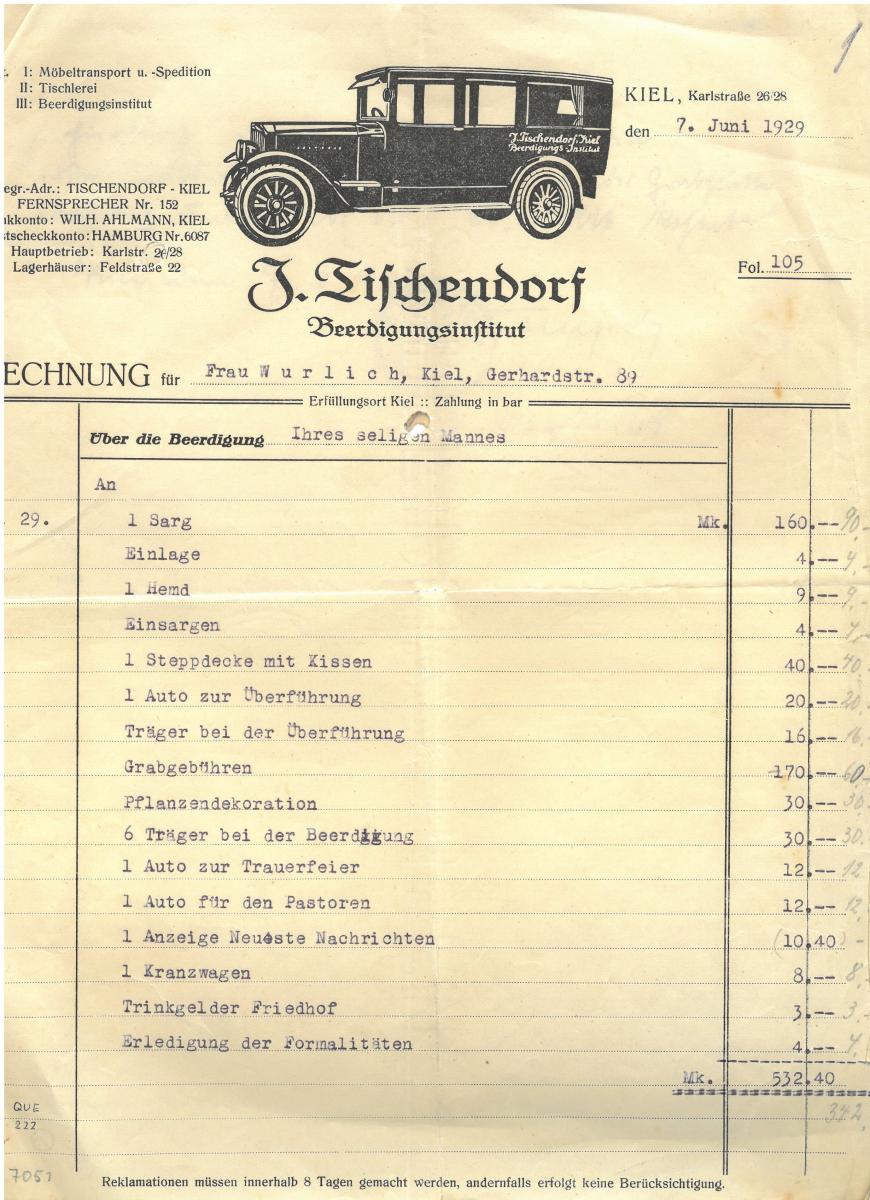 I: Möbeltransport u. -Spedition
II: Tischlerei
III: Beerdigungsinstitut
J. Tischendorf, Kiel
Beerdigungs-Institut
KIEL, Karlstraße 26/28
den 7. Juni 1929
egr.-Adr.: TISCHENDORF - KIEL
FERNSPRECHER Nr. 152
nkkonto: WILH. AHLMANN, KIEL
stscheckkonto: HAMBURG Nr. 6087
Hauptbetrieb: Karlstr. 26/28
Lagerhäuser: Feldstraße 22
J. Tischendorf
Beerdigungsinstitut
Fol. 105
ECHNUNG für Frau W u r l i c h, Kiel, Gerhardstr. 89
Erfüllungsort Kiel :: Zahlung in bar
Über die Beerdigung Ihres seligen Mannes
An
29. 1 Sarg Mk. 160.-- 90.-
Einlage 4.-- 4.
1 Hemd 9.-- 9.-
Einsargen 4.-- 4.
1 Steppdecke mit Kissen 40.-- 40.-
1 Auto zur Überführung 20.-- 20.-
Träger bei der Überführung 16.-- 16.-
Grabgebühren 170.-- 60.-
Pflanzendekoration 30.-- 30.
6 Träger bei der Beerdigung 30.-- 30.
1 Auto zur Trauerfeier 12.-- 12
1 Auto für den Pastoren 12.-- 12.
1 Anzeige Neueste Nachrichten (10.40) -
1 Kranzwagen 8.-- 8.
Trinkgelder Friedhof 3.-- 3.
Erledigung der Formalitäten 4.-- 4.
Mk. 532.40
342.
QUE
222
7051
Reklamationen müssen innerhalb 8 Tagen gemacht werden, andernfalls erfolgt keine Berücksichtigung.